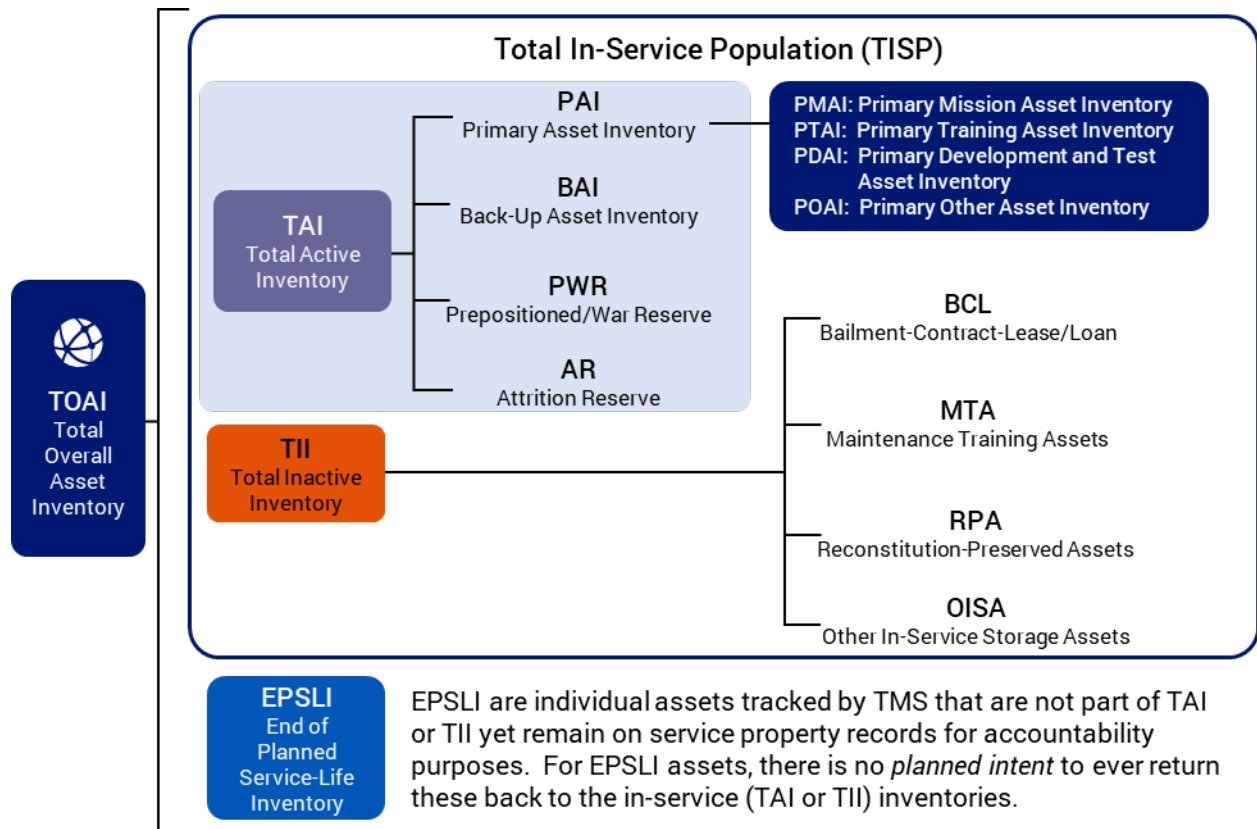 Total In-Service Population (TISP)
PAI
Primary Asset Inventory
PMAI: Primary Mission Asset Inventory
PTAI: Primary Training Asset Inventory
PDAI: Primary Development and Test
Asset Inventory
POAI: Primary Other Asset Inventory
BAI
Back-Up Asset Inventory
TAI
Total Active
Inventory
PWR
Prepositioned/War Reserve
AR
Attrition Reserve
BCL
Bailment-Contract-Lease/Loan
MTA
Maintenance Training Assets
TOAI
Total
Overall
Asset
Inventory
TII
Total Inactive
Inventory
RPA
Reconstitution-Preserved Assets
OISA
Other In-Service Storage Assets
EPSLI
End of
Planned
Service-Life
Inventory
EPSLI are individual assets tracked by TMS that are not part of TAI
or TII yet remain on service property records for accountability
purposes. For EPSLI assets, there is no planned intent to ever return
these back to the in-service (TAI or TII) inventories.